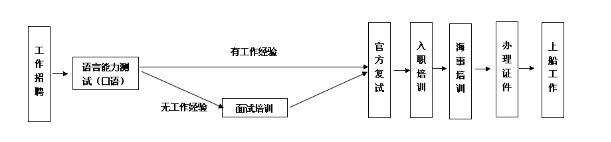 工作招聘
语言能力测
试（口语）
有工作经验
无工作经验
面试培训
官方复试
入职培训
海事培训
办理证件
上船工作